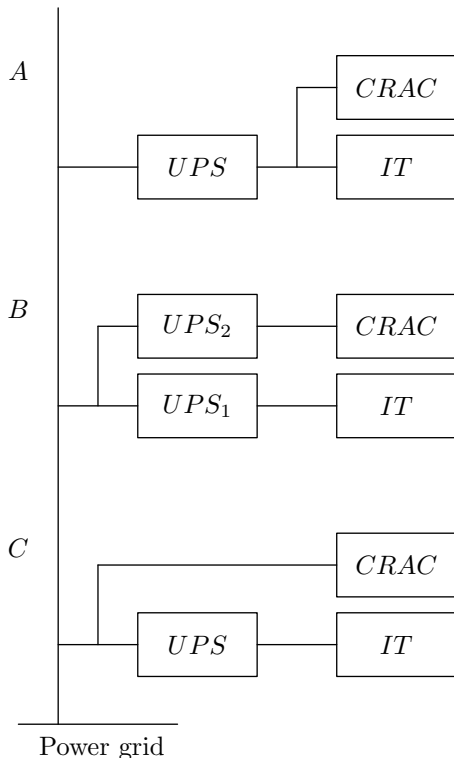 A
CRAC
UPS
IT
B
UPS₂
CRAC
UPS₁
IT
C
CRAC
UPS
IT
Power grid